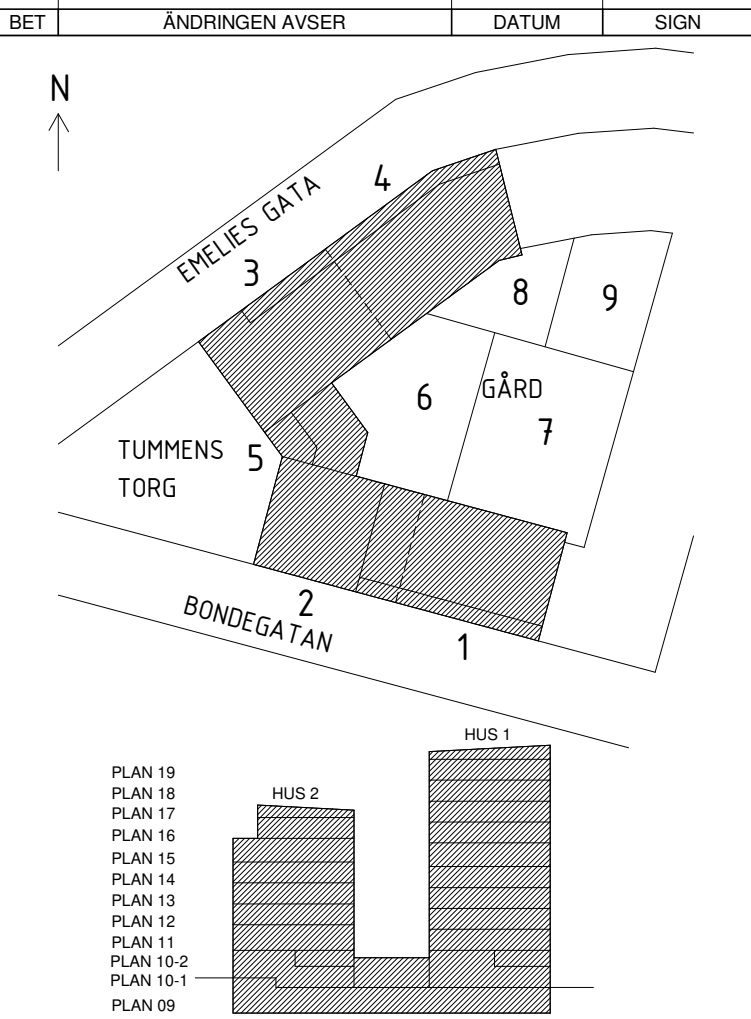 BET ÄNDRINGEN AVSER DATUM SIGN
N
4
EMELIES GATA
3
8
9
6
GÅRD
7
TUMMENS
TORG
5
2
BONDEGATAN
1
HUS 1
PLAN 19
PLAN 18
HUS 2
PLAN 17
PLAN 16
PLAN 15
PLAN 14
PLAN 13
PLAN 12
PLAN 11
PLAN 10-2
PLAN 10-1
PLAN 09